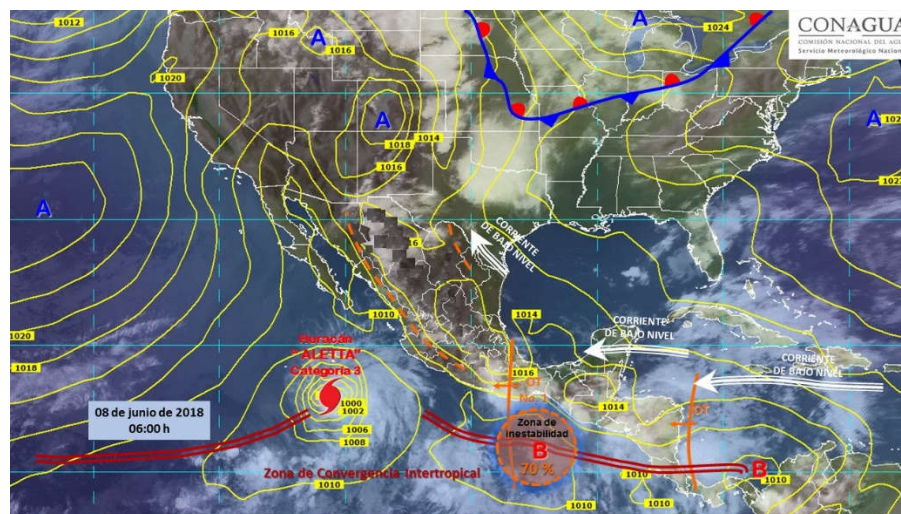 1012
1016
A
1016
A
1024
CONAGUA
COMISIÓN NACIONAL DEL AGUA
Servicio Meteorológico Nacional
1020
A
1018
1014
1016
A
A
CORRIENTE
DE BAJO NIVEL
1020
1010
1014
CORRIENTE
DE BAJO NIVEL
Huracán
"ALETTA"
Categoría 3
1018
1016
CORRIENTE
DE BAJO NIVEL
OT
No. 1
1000
1002
1014
08 de junio de 2018
06:00 h
OT
1006
1008
Zona de
inestabilidad
B
70 %
Zona de Convergencia Intertropical
B
1010
1010
1010
1010
1010